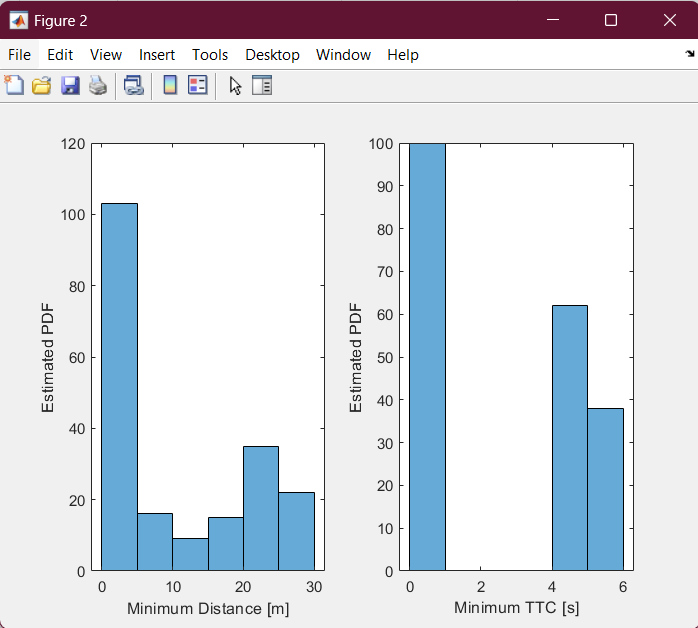 Figure 2
File Edit View Insert Tools Desktop Window Help
120
100
80
60
40
20
0
Estimated PDF
0 10 20 30
Minimum Distance [m]
100
90
80
70
60
50
40
30
20
10
0
Estimated PDF
0 2 4 6
Minimum TTC [s]